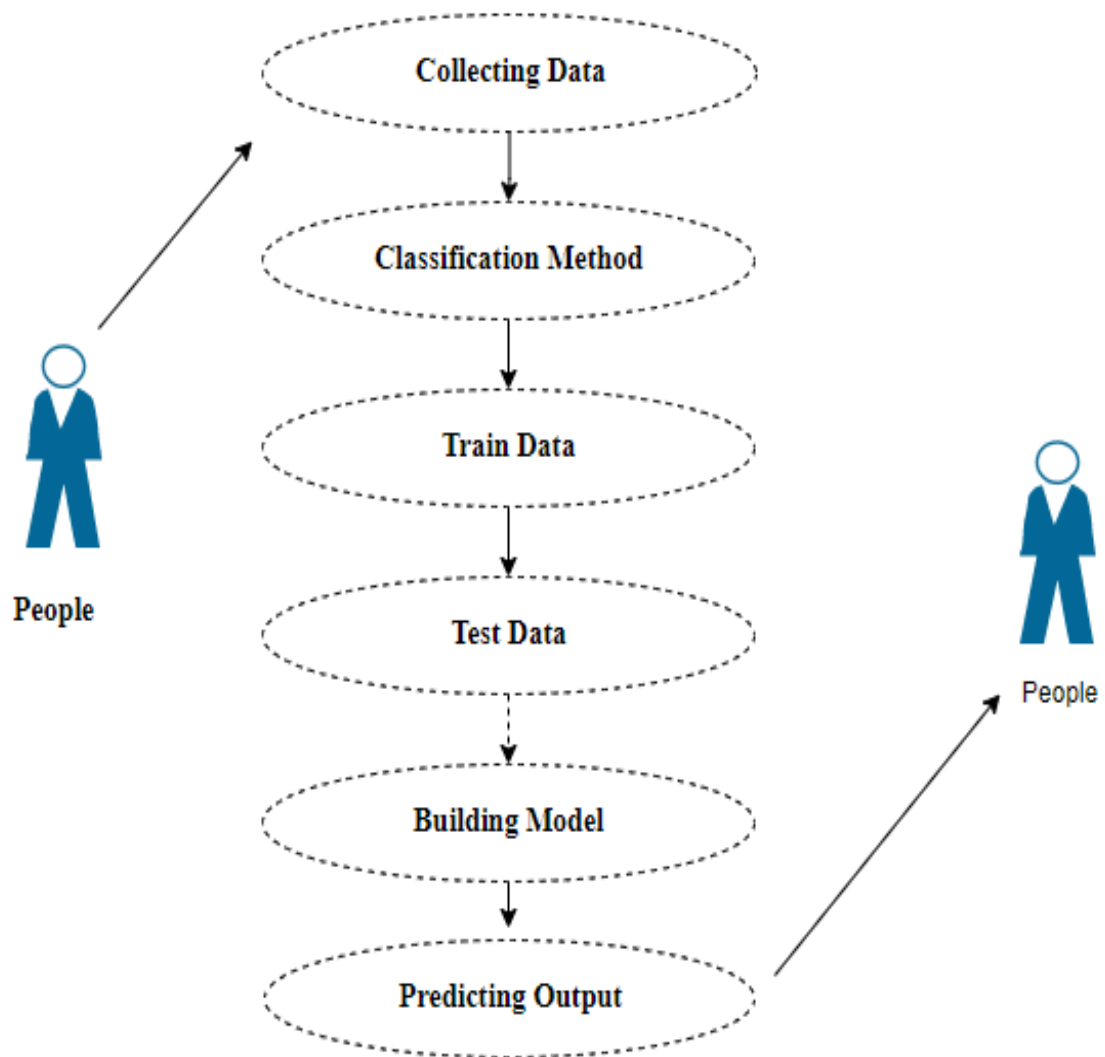 Collecting Data
Classification Method
Train Data
Test Data
People
People
Building Model
Predicting Output